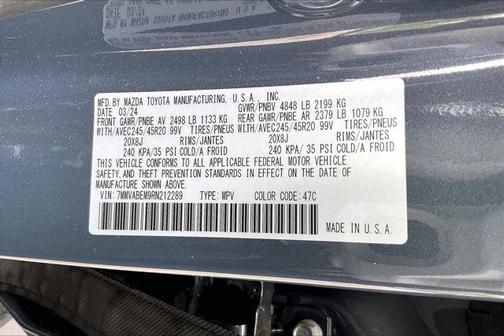 MFD. BY MAZDA TOYOTA MANUFACTURING, U.S.A., INC.
DATE 03/24 GVWR/PNBV 4848 LB 2199 KG
FRONT GAWR/PNBE AV 2498 LB 1133 KG REAR GAWR/PNBE AR 2379 LB 1079 KG
WITH/AVEC245/45R20 99V TIRES/PNEUS WITH/AVEC245/45R20 99V TIRES/PNEUS
20X8J RIMS/JANTES 20X8J RIMS/JANTES
240 KPA/35 PSI COLD/A FROID 240 KPA/35 PSI COLD/A FROID
THIS VEHICLE CONFORMS TO ALL APPLICABLE FEDERAL MOTOR VEHICLE
SAFETY, AND THEFT PREVENTION STANDARDS IN EFFECT ON THE DATE OF
MANUFACTURE SHOWN ABOVE.
VIN: 7MMVABEM9RN212289 TYPE: MPV COLOR CODE: 47C
MADE IN U.S.A.